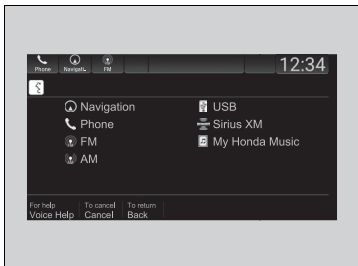 Phone Navigati.. FM 12:34
Navigation
Phone
FM
AM
USB
Sirius XM
My Honda Music
For help To cancel To return
Voice Help Cancel Back